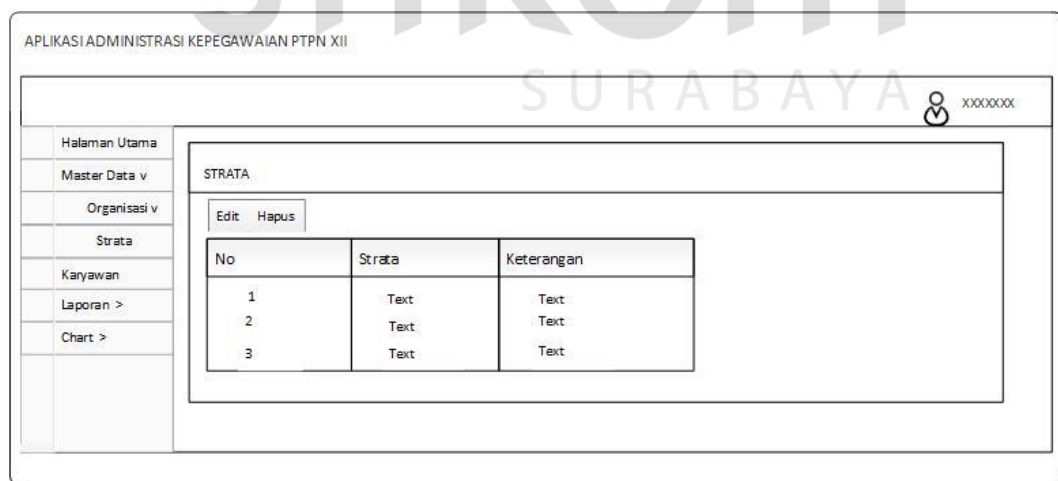 SURABAYA
APLIKASI ADMINISTRASI KEPEGAWAIAN PTPN XII
xxxxxxx
Halaman Utama
Master Data v
Organisasi v
Strata
Karyawan
Laporan >
Chart >
STRATA
Edit Hapus
No Strata Keterangan
1 Text Text
2 Text Text
3 Text Text